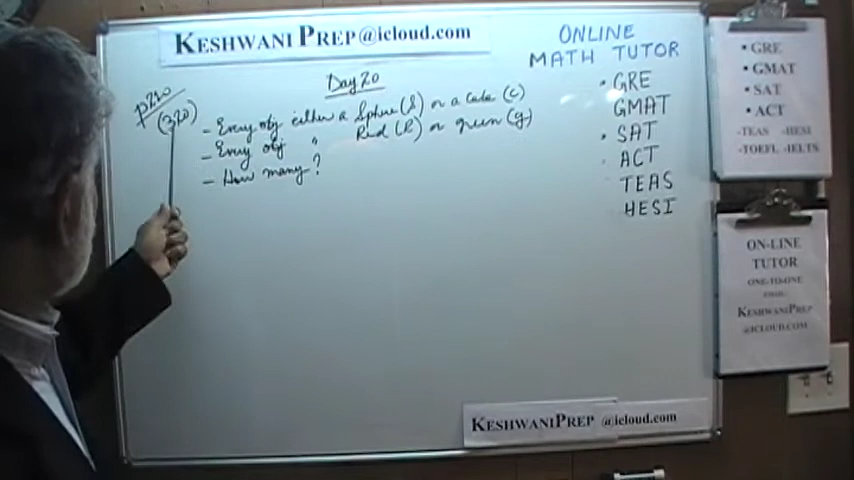 KESHWANI PREP@icloud.com
Day 20
p220
(320)
- Every obj either a Sphere (S) or a Cube (C)
- Every obj " Red (R) or green (g)
- How many?
ONLINE
MATH TUTOR
• GRE
GMAT
• SAT
ACT
TEAS
HESI
• GRE
• GMAT
• SAT
• ACT
-TEAS -HESI
-TOEFL -IELTS
ON-LINE
TUTOR
ONE-TO-ONE
KESHWANIPREP
@ICLOUD.COM
KESHWANIPREP @icloud.com